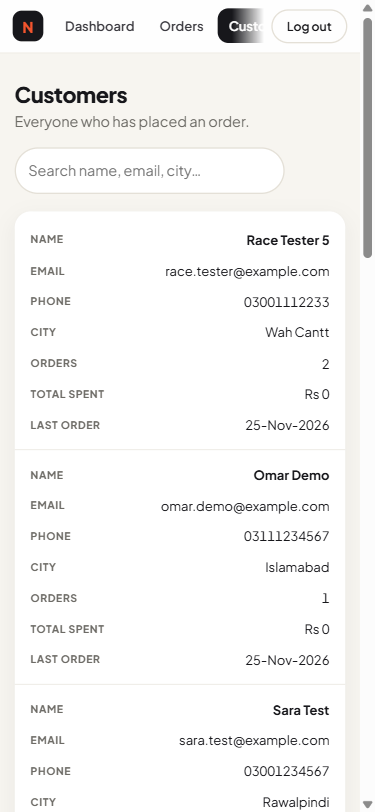 N Dashboard Orders Custo Log out
Customers
Everyone who has placed an order.
Search name, email, city...
NAME Race Tester 5
EMAIL race.tester@example.com
PHONE 03001112233
CITY Wah Cantt
ORDERS 2
TOTAL SPENT Rs 0
LAST ORDER 25-Nov-2026
NAME Omar Demo
EMAIL omar.demo@example.com
PHONE 03111234567
CITY Islamabad
ORDERS 1
TOTAL SPENT Rs 0
LAST ORDER 25-Nov-2026
NAME Sara Test
EMAIL sara.test@example.com
PHONE 03001234567
CITY Rawalpindi